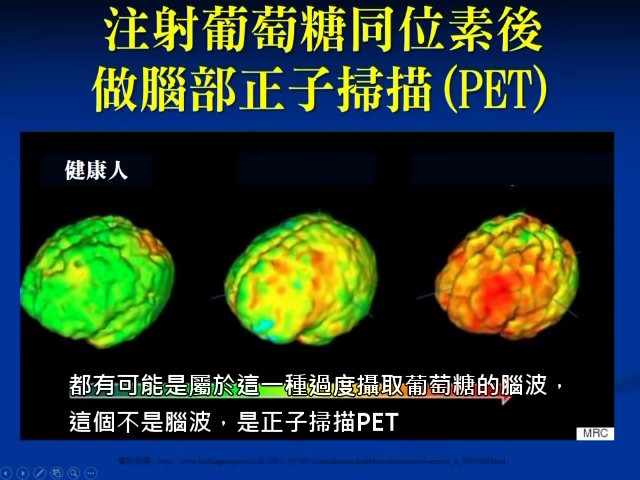 注射葡萄糖同位素後
做腦部正子掃描(PET)
健康人
都有可能是屬於這一種過度攝取葡萄糖的腦波，
這個不是腦波，是正子掃描PET
MRC